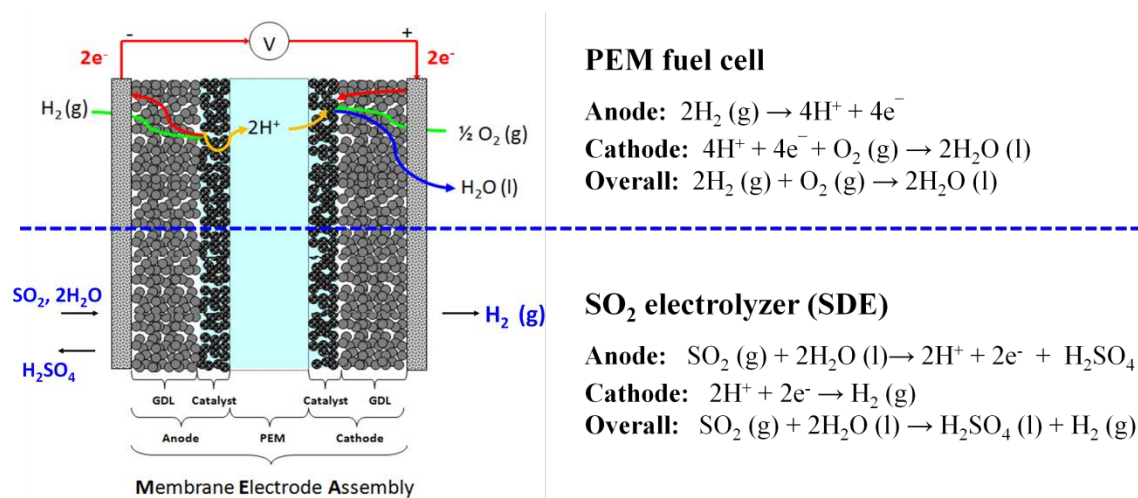 -
V
+
2e⁻
2e⁻
H₂ (g)
2H⁺
½ O₂ (g)
H₂O (l)
SO₂, 2H₂O
H₂SO₄
H₂ (g)
GDL Catalyst Catalyst GDL
Anode PEM Cathode
Membrane Electrode Assembly
PEM fuel cell
Anode: 2H₂ (g) → 4H⁺ + 4e⁻
Cathode: 4H⁺ + 4e⁻ + O₂ (g) → 2H₂O (l)
Overall: 2H₂ (g) + O₂ (g) → 2H₂O (l)
SO₂ electrolyzer (SDE)
Anode: SO₂ (g) + 2H₂O (l) → 2H⁺ + 2e⁻ + H₂SO₄
Cathode: 2H⁺ + 2e⁻ → H₂ (g)
Overall: SO₂ (g) + 2H₂O (l) → H₂SO₄ (l) + H₂ (g)